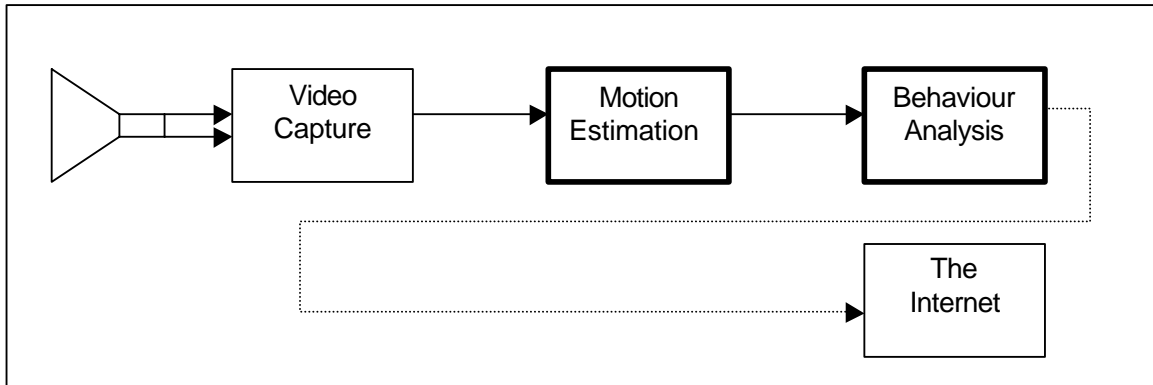 Video
Capture
Motion
Estimation
Behaviour
Analysis
The
Internet